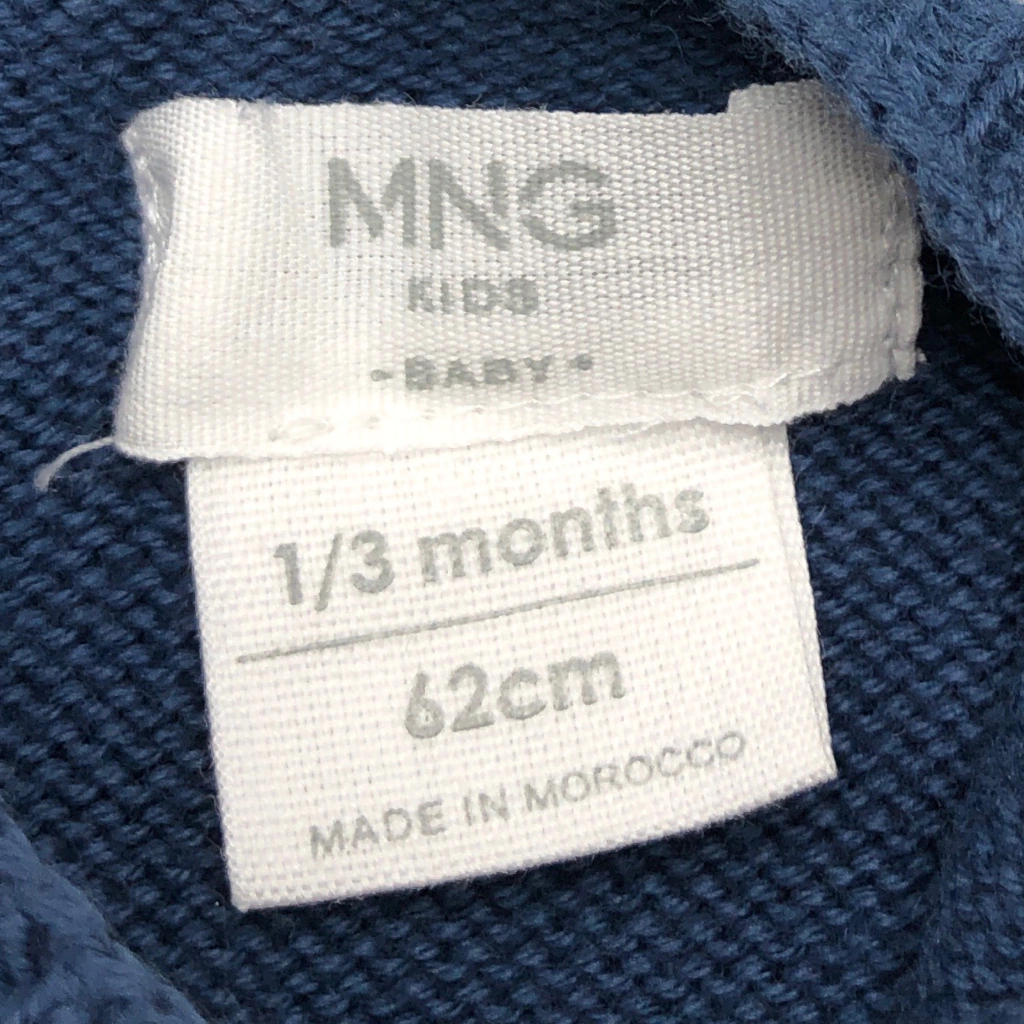 MNG
KIDS
-BABY•
1/3 months
62cm
MADE IN MOROCCO